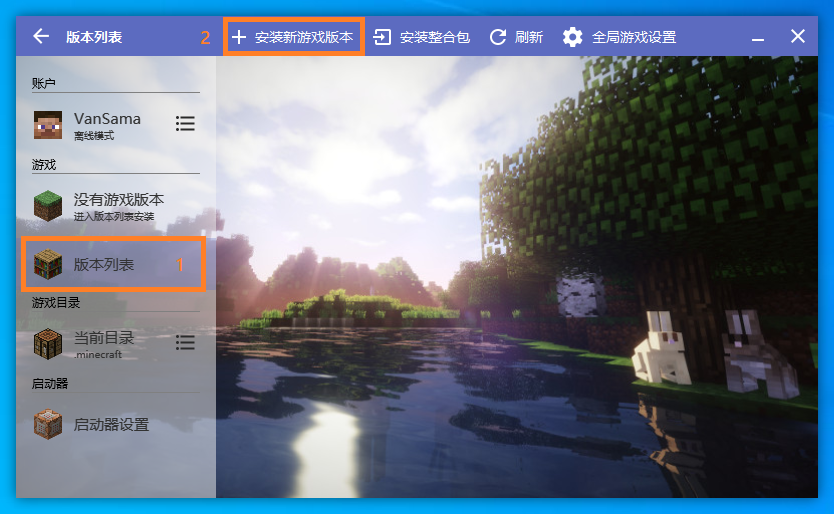 版本列表 2 安装新游戏版本 安装整合包 刷新 全局游戏设置
账户
VanSama
离线模式
游戏
没有游戏版本
进入版本列表安装
版本列表 1
游戏目录
当前目录
.minecraft
启动器
启动器设置